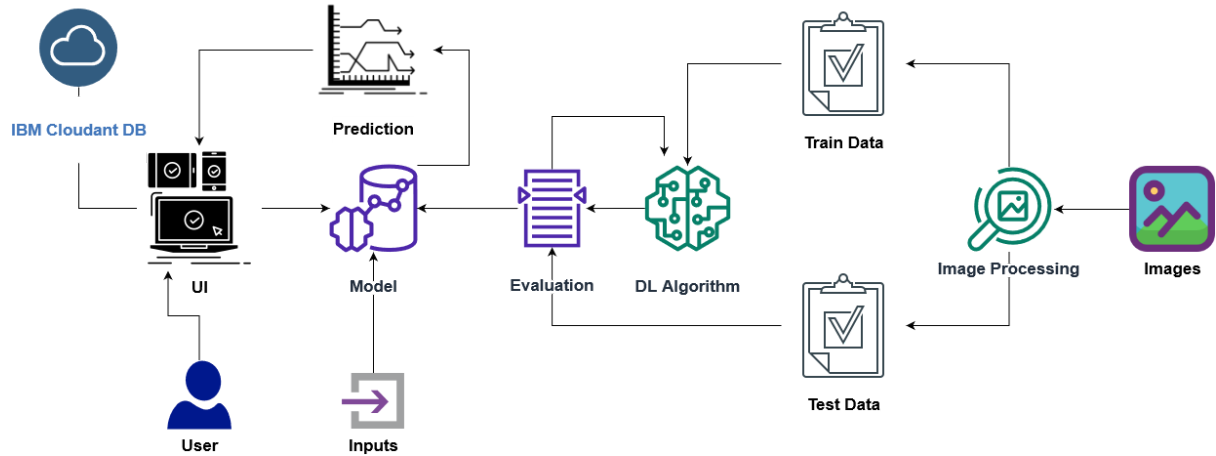 IBM Cloudant DB
Prediction
Train Data
UI
Model
Evaluation
DL Algorithm
Image Processing
Images
User
Inputs
Test Data